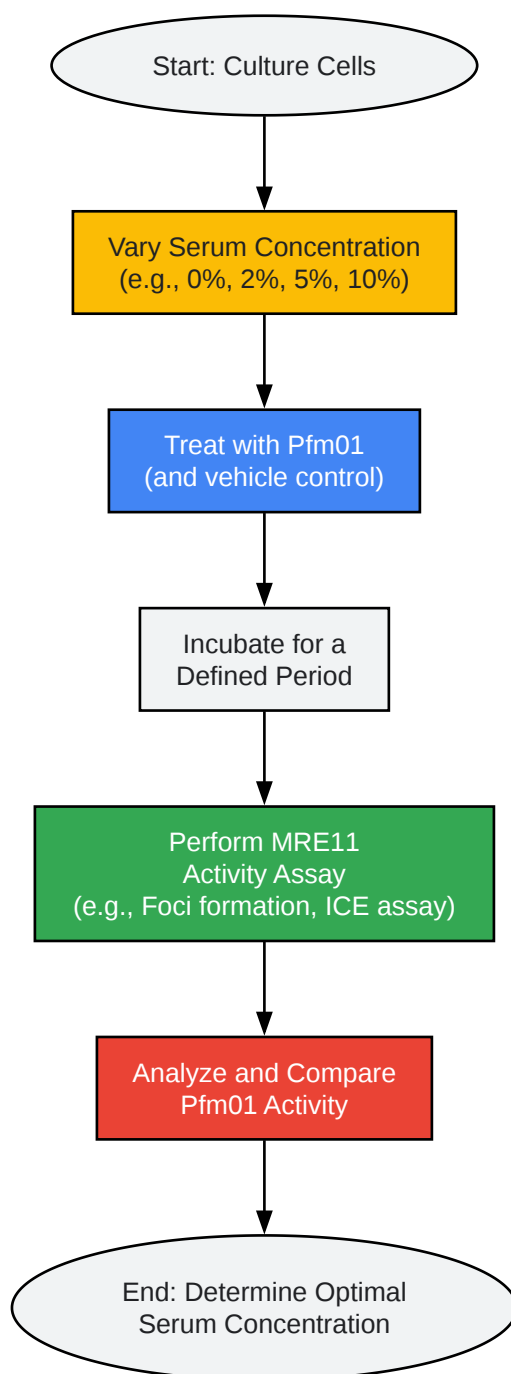 Start: Culture Cells
Vary Serum Concentration
(e.g., 0%, 2%, 5%, 10%)
Treat with Pfm01
(and vehicle control)
Incubate for a
Defined Period
Perform MRE11
Activity Assay
(e.g., Foci formation, ICE assay)
Analyze and Compare
Pfm01 Activity
End: Determine Optimal
Serum Concentration